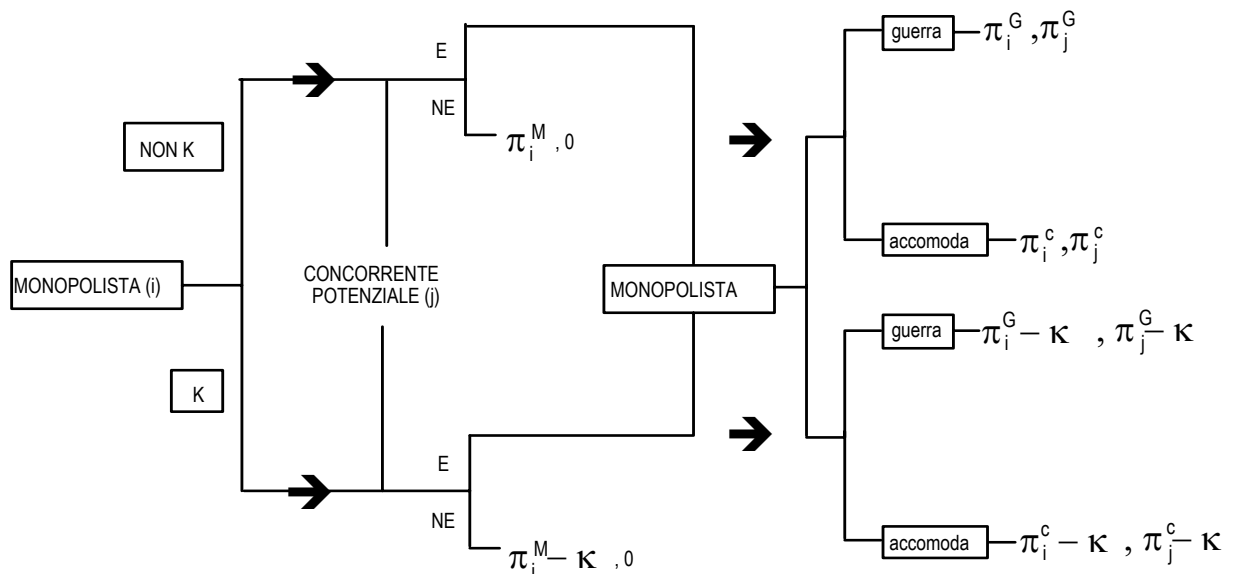 guerra
π_i^G , π_j^G
E
NE
π_i^M , 0
NON K
accomoda
π_i^c , π_j^c
MONOPOLISTA (i)
CONCORRENTE
POTENZIALE (j)
MONOPOLISTA
guerra
π_i^G – κ , π_j^G – κ
K
E
NE
π_i^M – κ , 0
accomoda
π_i^c – κ , π_j^c – κ